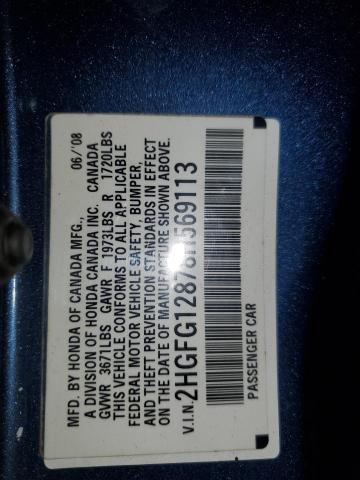 MFD. BY HONDA OF CANADA MFG., 06/'08
A DIVISION OF HONDA CANADA INC. CANADA
GVWR 3671LBS GAWR F 1973LBS R 1720LBS
THIS VEHICLE CONFORMS TO ALL APPLICABLE
FEDERAL MOTOR VEHICLE SAFETY, BUMPER,
AND THEFT PREVENTION STANDARDS IN EFFECT
ON THE DATE OF MANUFACTURE SHOWN ABOVE.
V.I.N. 2HGFG12878H569113
PASSENGER CAR